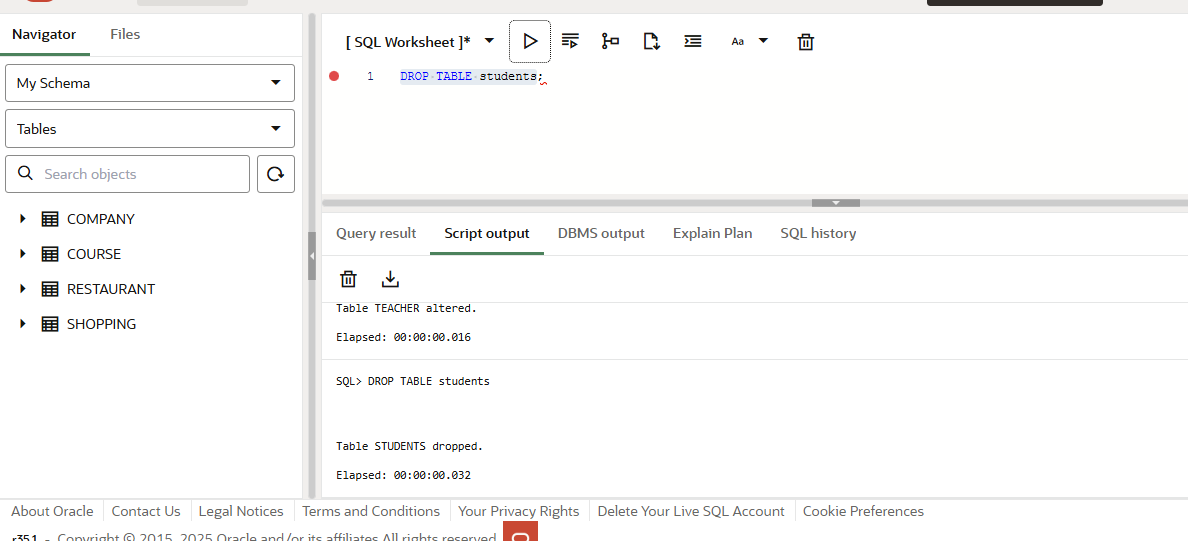 Navigator Files
My Schema
Tables
Search objects
COMPANY
COURSE
RESTAURANT
SHOPPING
[ SQL Worksheet ]* Aa
1 DROP TABLE students;
Query result Script output DBMS output Explain Plan SQL history
Table TEACHER altered.
Elapsed: 00:00:00.016
SQL> DROP TABLE students
Table STUDENTS dropped.
Elapsed: 00:00:00.032
About Oracle Contact Us Legal Notices Terms and Conditions Your Privacy Rights Delete Your Live SQL Account Cookie Preferences
r351 - Copyright © 2015, 2025 Oracle and/or its affiliates All rights reserved.